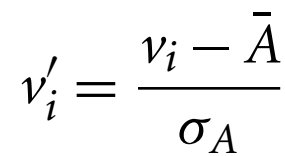 v′ᵢ = (vᵢ − Ā) / σ_A